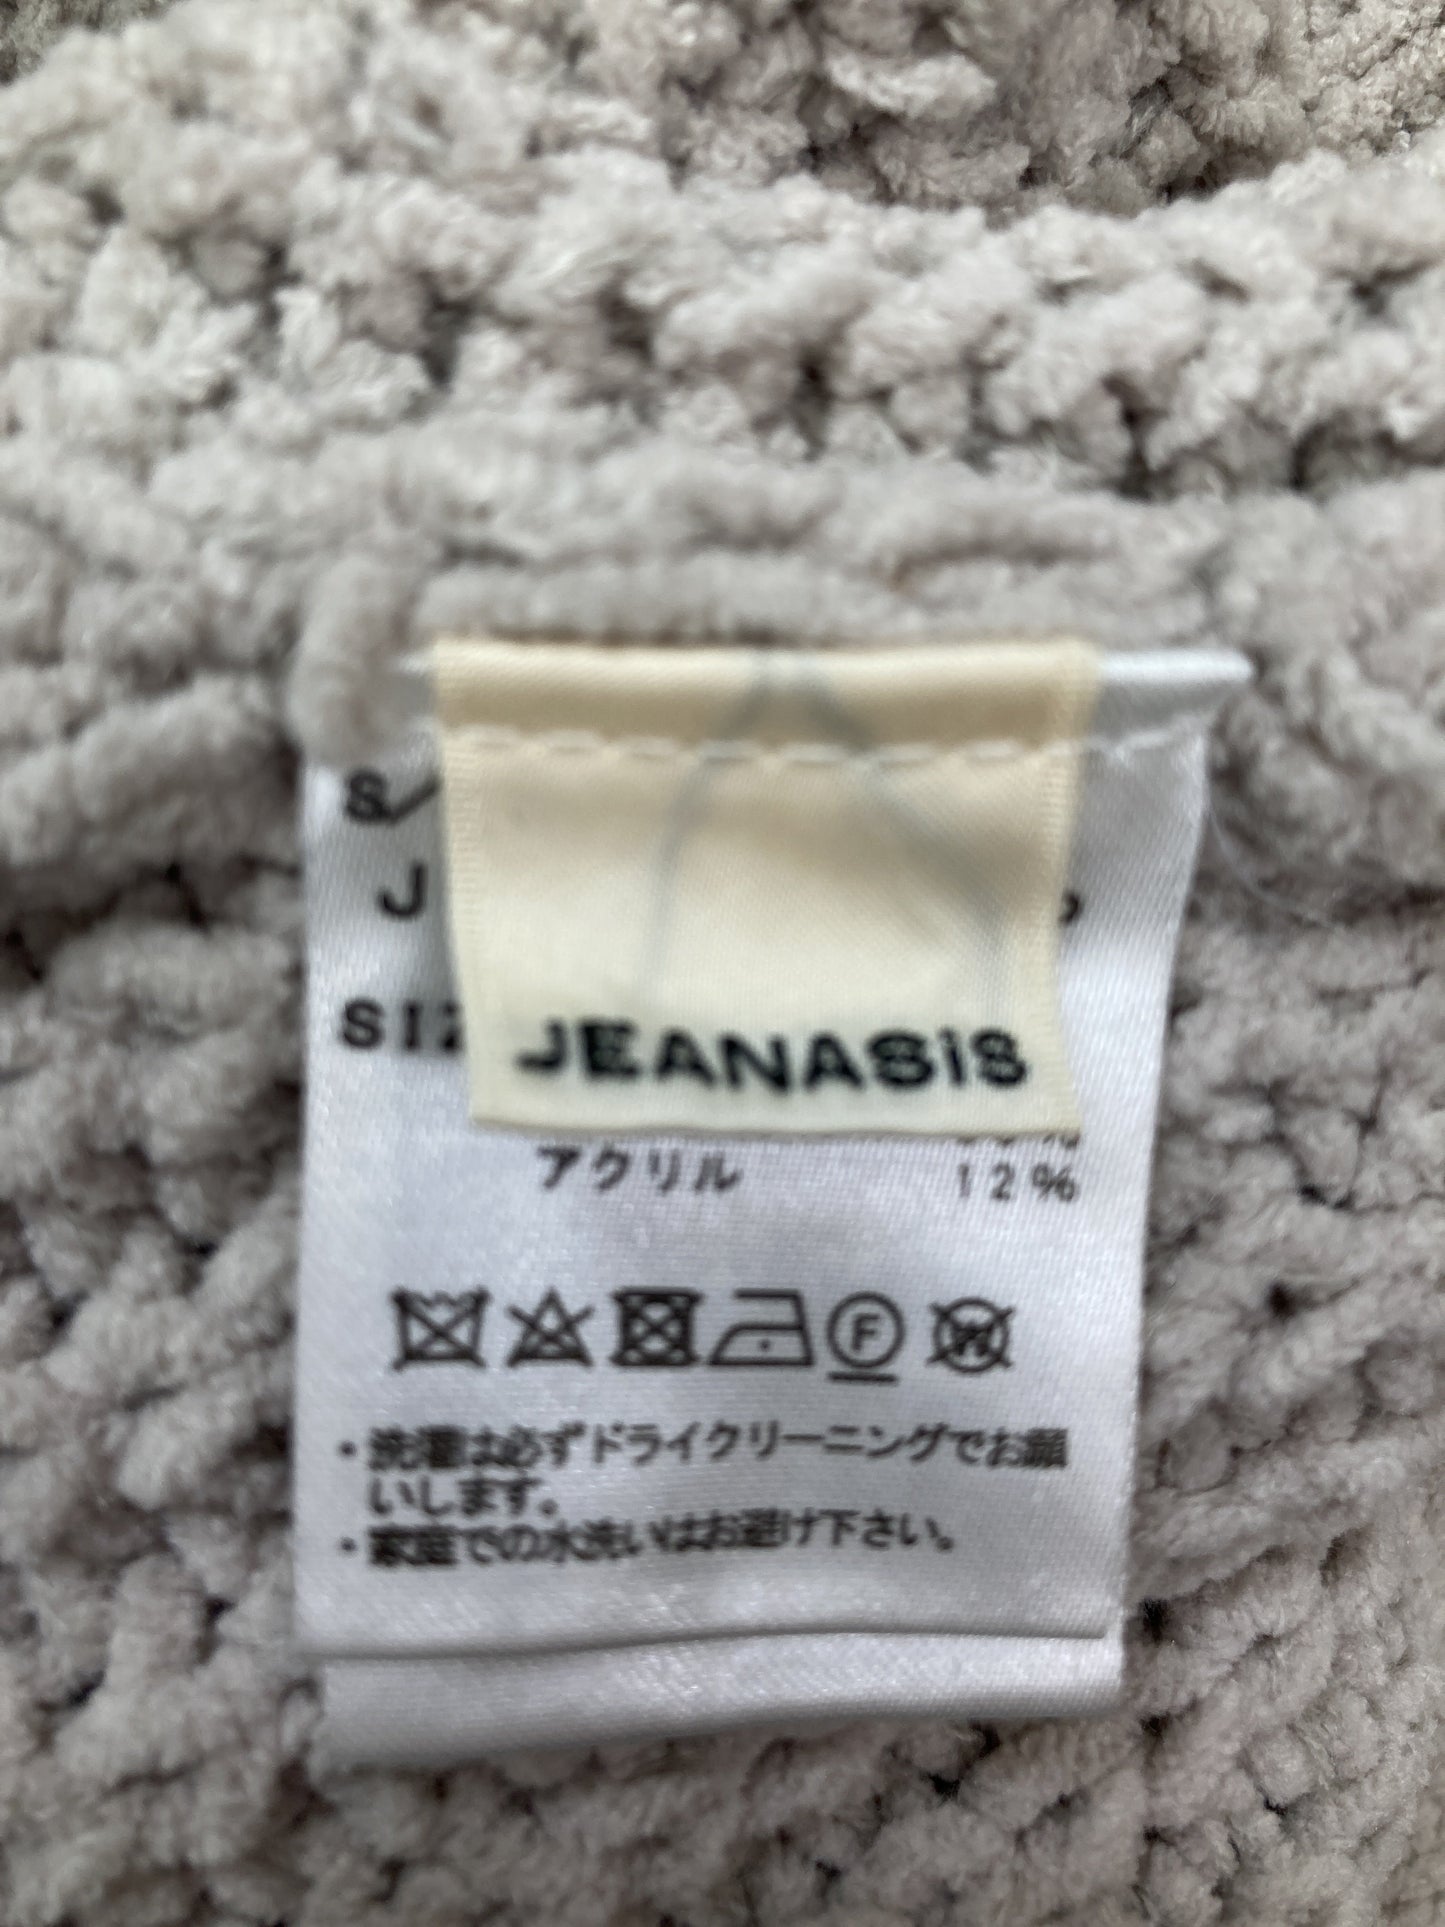 S/
J
SIZ
JEANASiS
アクリル 12%
F
W
・洗濯は必ずドライクリーニングでお願
いします。
・家庭での水洗いはお避け下さい。